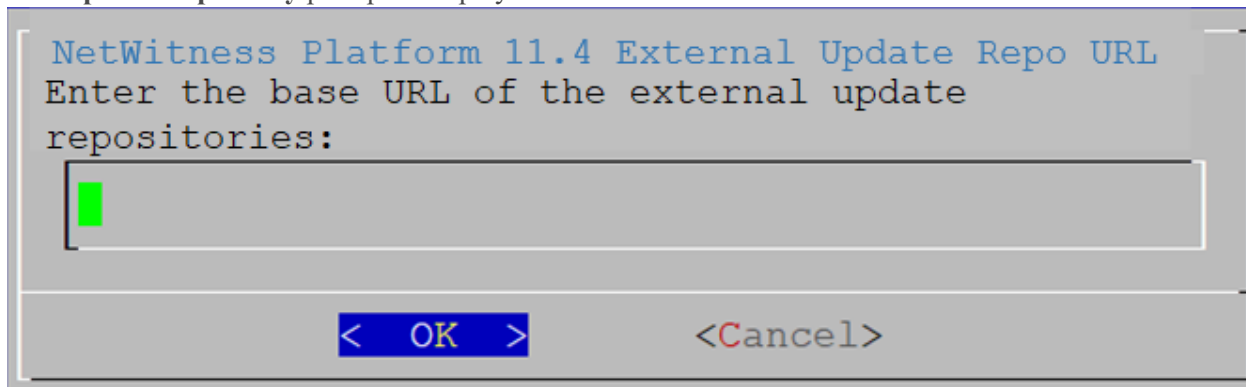 NetWitness Platform 11.4 External Update Repo URL
Enter the base URL of the external update
repositories:
< OK > <Cancel>